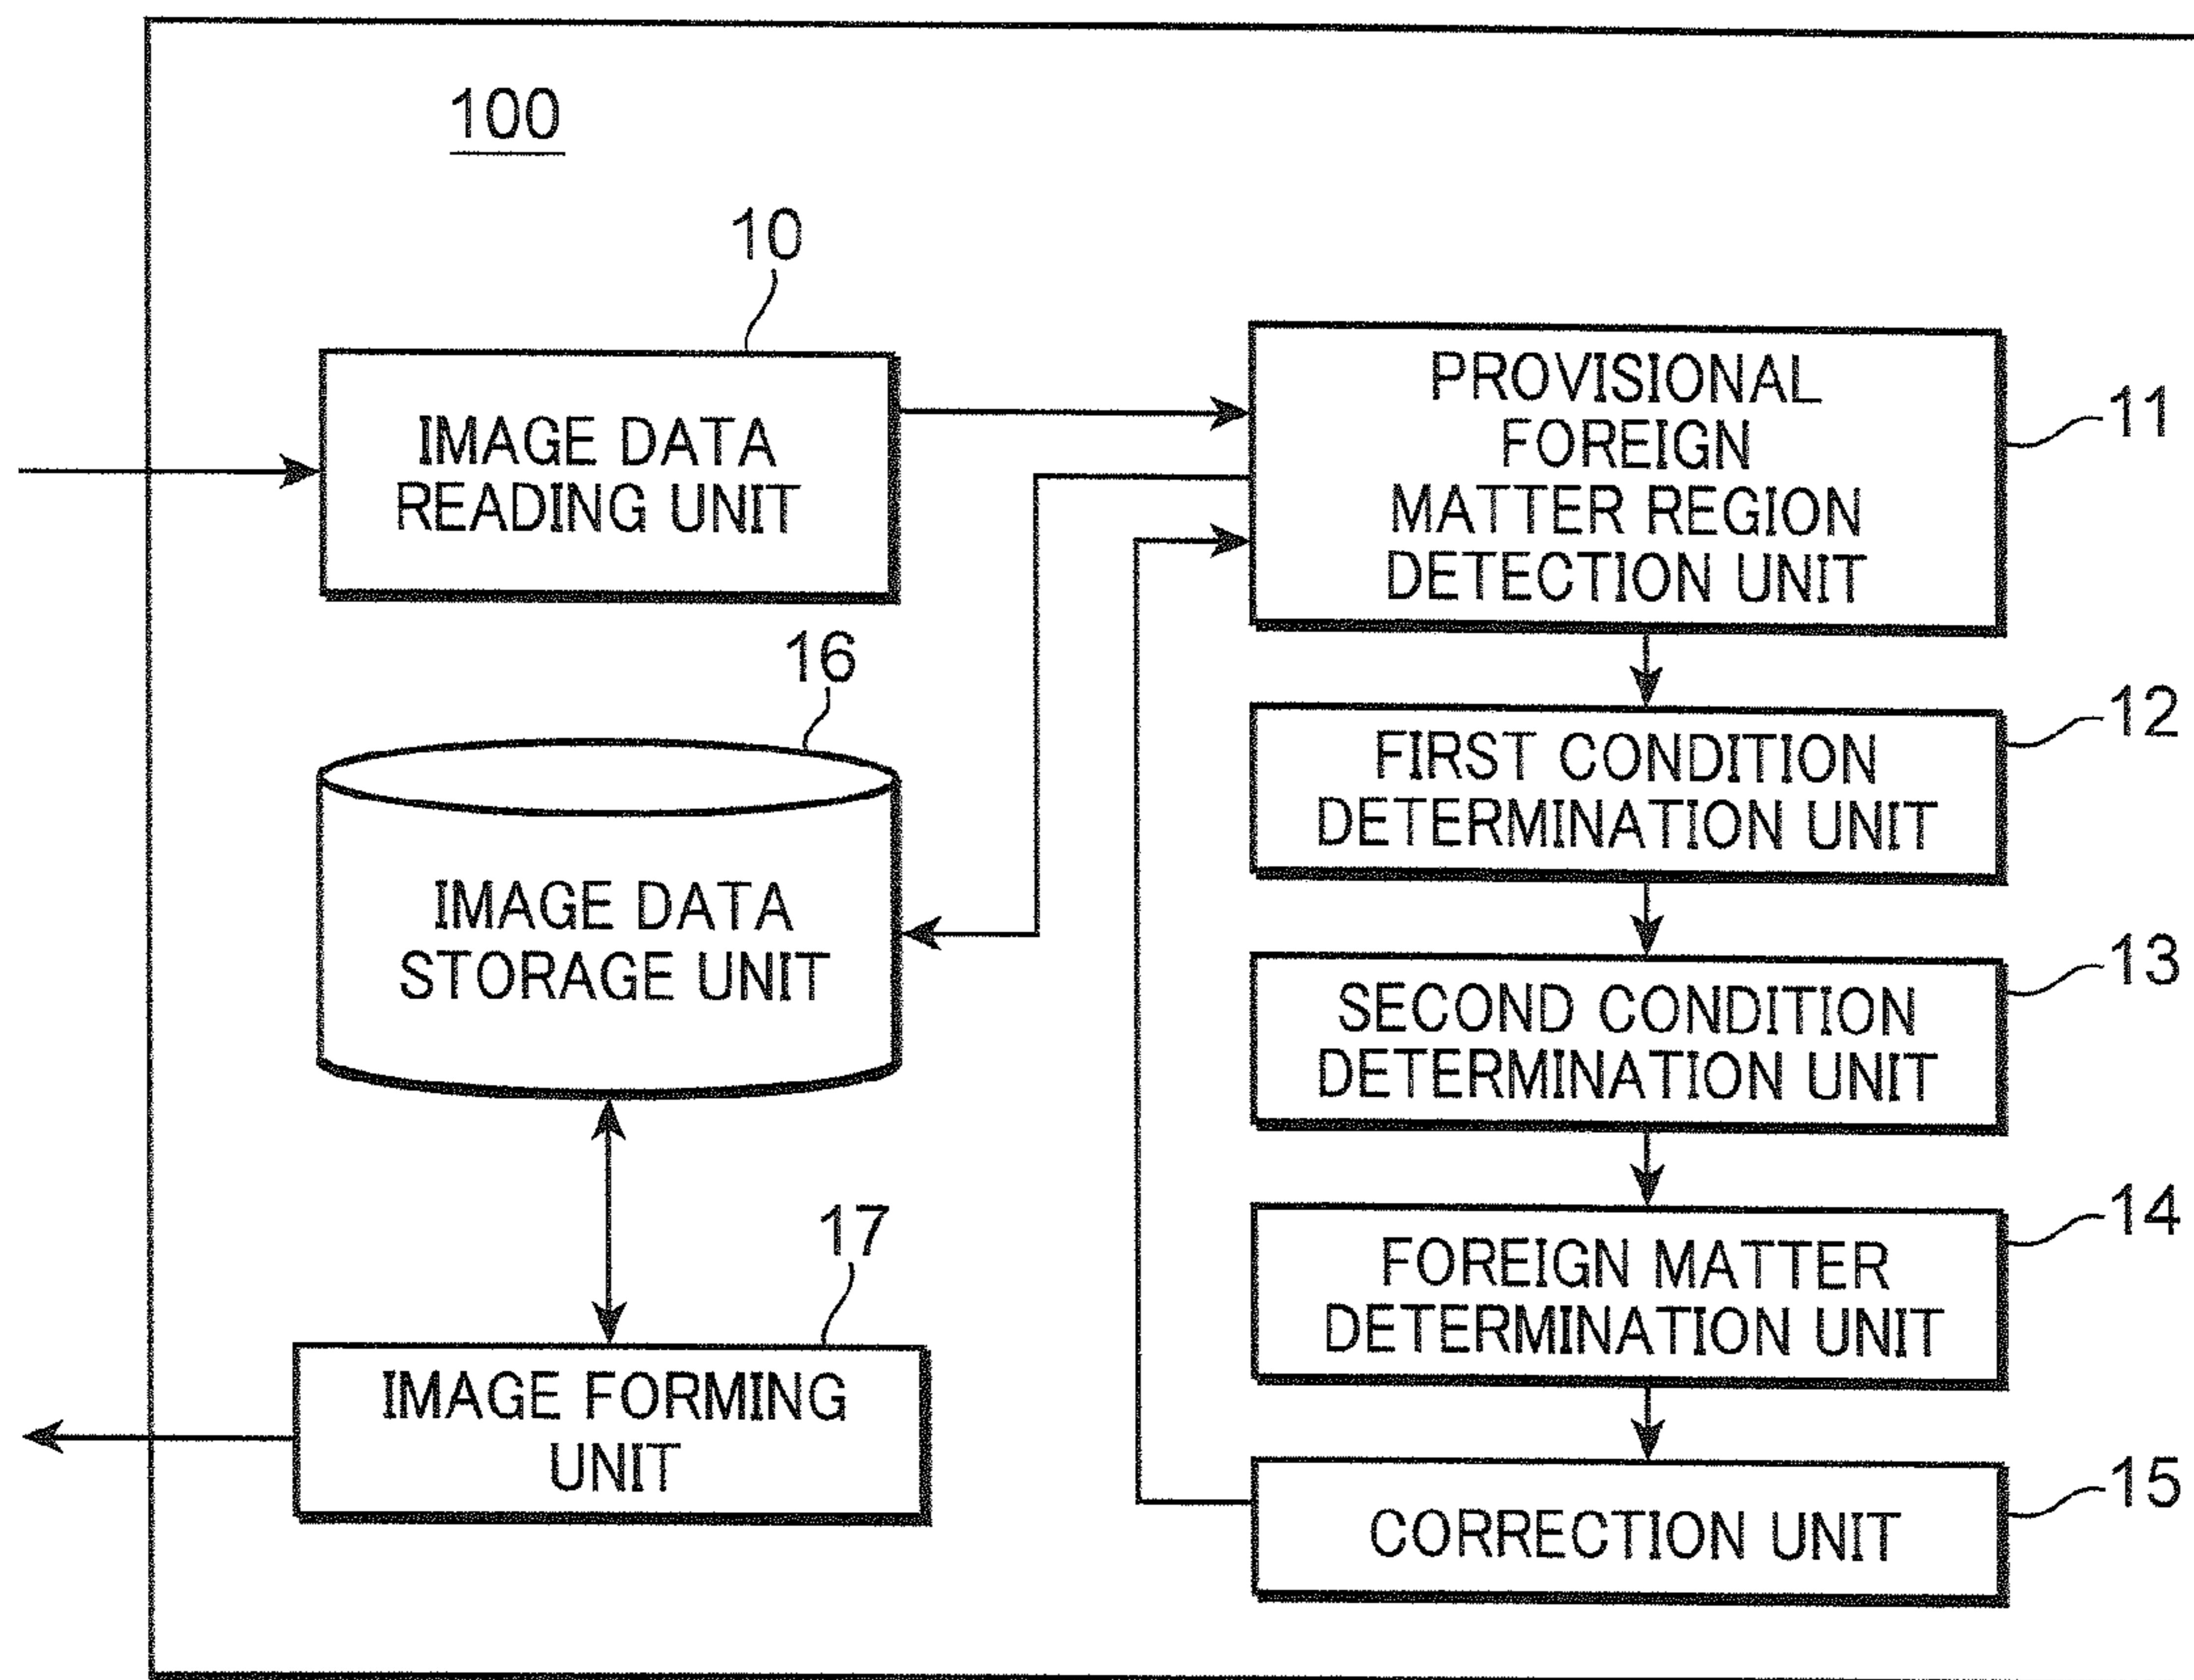 100
10
IMAGE DATA
READING UNIT
PROVISIONAL
FOREIGN
MATTER REGION
DETECTION UNIT
11
16
IMAGE DATA
STORAGE UNIT
FIRST CONDITION
DETERMINATION UNIT
12
SECOND CONDITION
DETERMINATION UNIT
13
17
IMAGE FORMING
UNIT
FOREIGN MATTER
DETERMINATION UNIT
14
CORRECTION UNIT
15